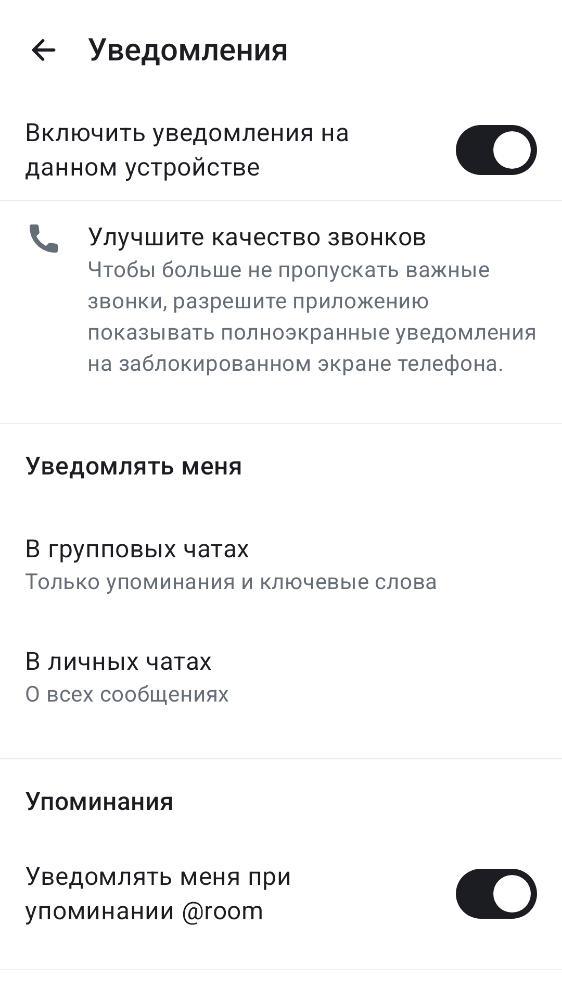 Уведомления
Включить уведомления на
данном устройстве
Улучшите качество звонков
Чтобы больше не пропускать важные
звонки, разрешите приложению
показывать полноэкранные уведомления
на заблокированном экране телефона.
Уведомлять меня
В групповых чатах
Только упоминания и ключевые слова
В личных чатах
О всех сообщениях
Упоминания
Уведомлять меня при
упоминании @room